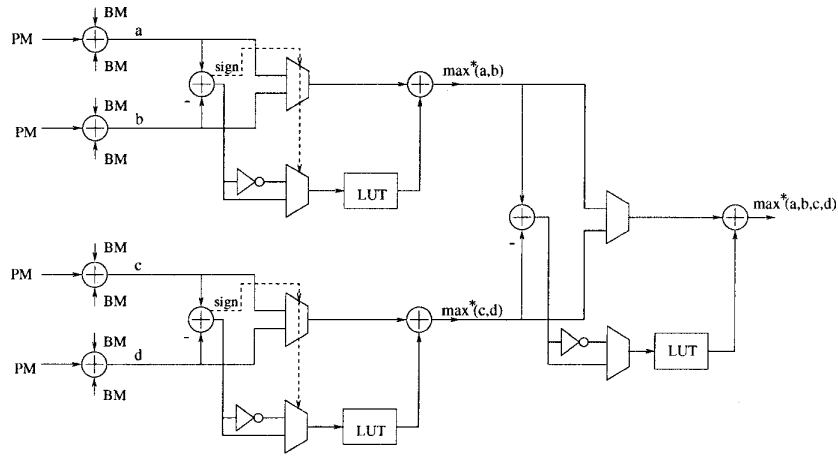 BM
PM
a
BM
sign
max*(a,b)
-
BM
PM
b
BM
LUT
max*(a,b,c,d)
-
BM
PM
c
BM
sign
max*(c,d)
-
BM
PM
d
BM
LUT
LUT